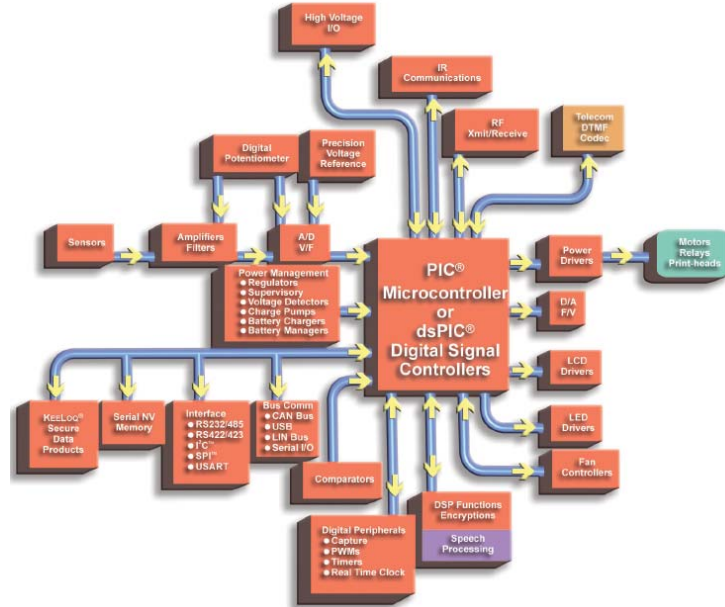 High Voltage
I/O
IR
Communications
RF
Xmit/Receive
Telecom
DTMF
Codec
Digital
Potentiometer
Precision
Voltage
Reference
Sensors
Amplifiers
Filters
A/D
V/F
PIC®
Microcontroller
or
dsPIC®
Digital Signal
Controllers
Power
Drivers
Motors
Relays
Print-heads
Power Management
● Regulators
● Supervisory
● Voltage Detectors
● Charge Pumps
● Battery Chargers
● Battery Managers
D/A
F/V
LCD
Drivers
KEELOQ®
Secure
Data
Products
Serial NV
Memory
Interface
● RS232/485
● RS422/423
● I²C™
● SPI™
● USART
Bus Comm
● CAN Bus
● USB
● LIN Bus
● Serial I/O
LED
Drivers
Comparators
Fan
Controllers
Digital Peripherals
● Capture
● PWMs
● Timers
● Real Time Clock
DSP Functions
Encryptions
Speech
Processing